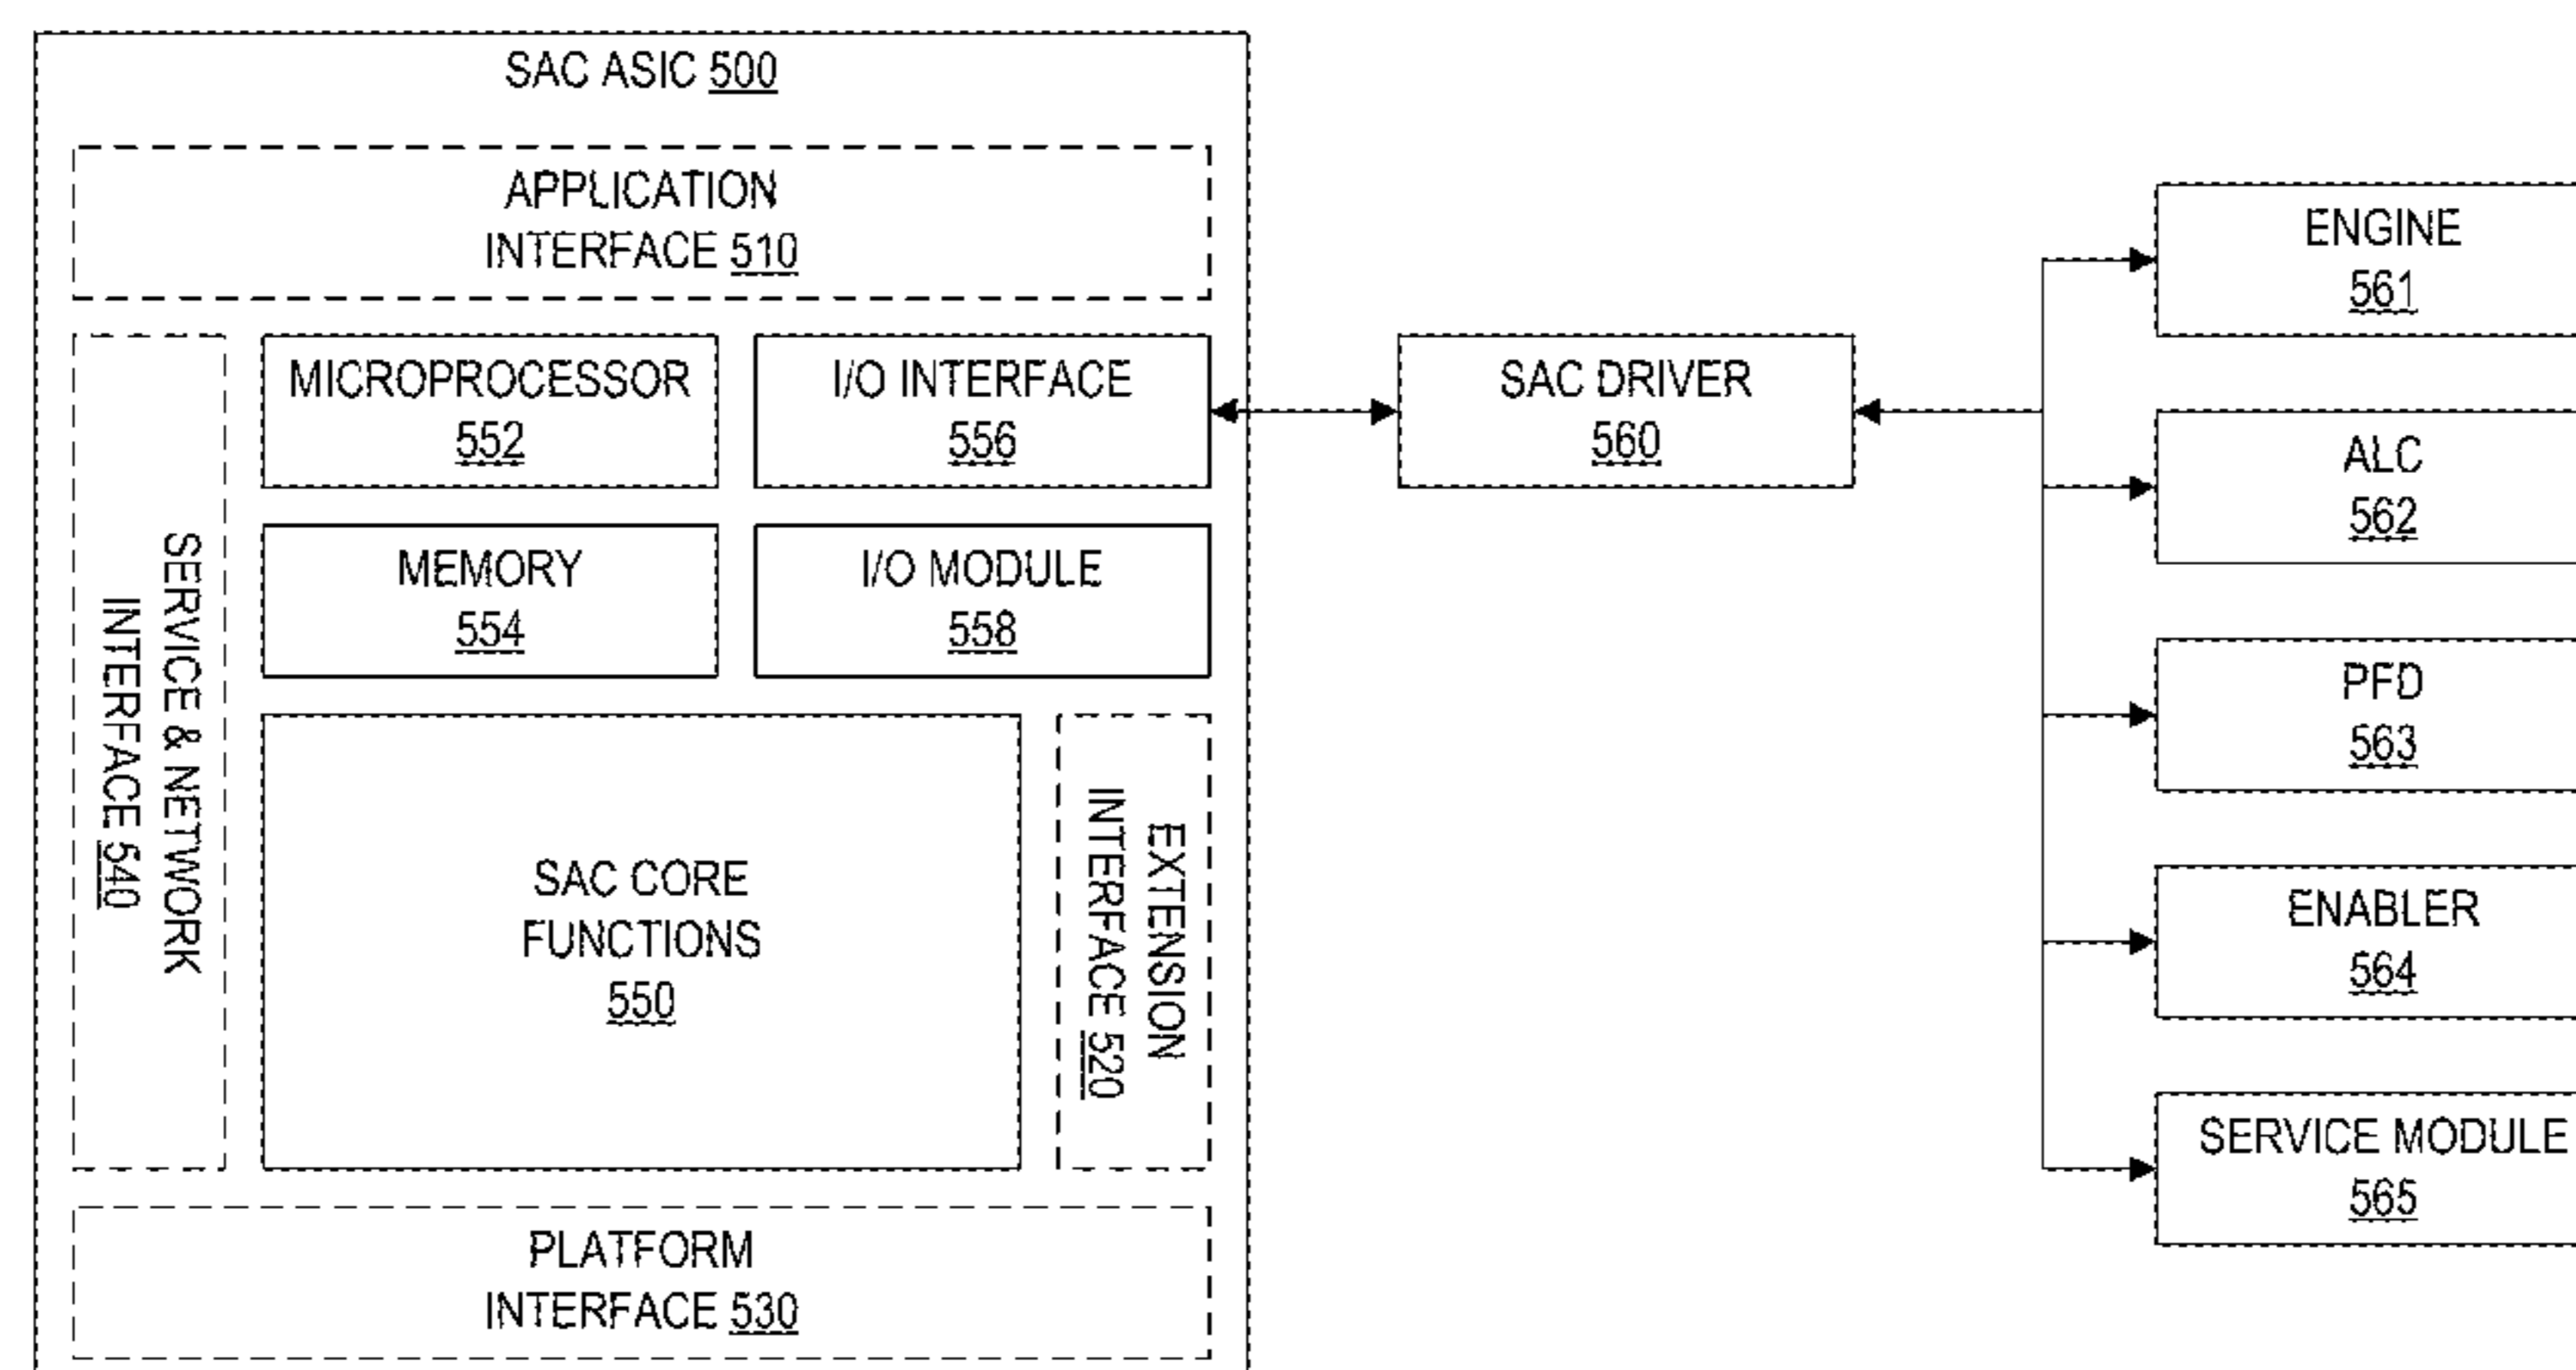 SAC ASIC 500
APPLICATION
INTERFACE 510
SERVICE & NETWORK
INTERFACE 540
MICROPROCESSOR
552
I/O INTERFACE
556
MEMORY
554
I/O MODULE
558
SAC CORE
FUNCTIONS
550
EXTENSION
INTERFACE 520
PLATFORM
INTERFACE 530
SAC DRIVER
560
ENGINE
561
ALC
562
PFD
563
ENABLER
564
SERVICE MODULE
565